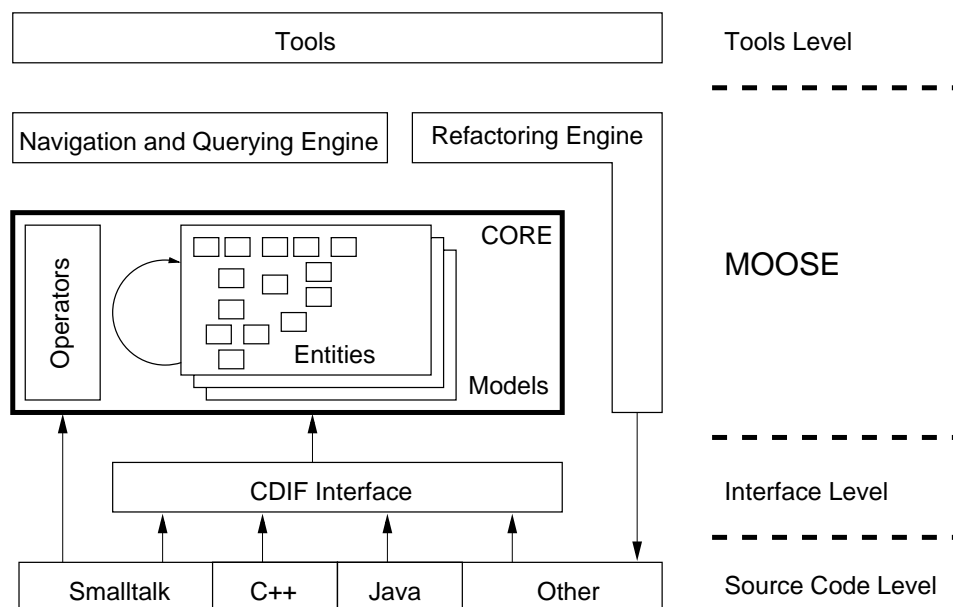 Tools
Tools Level
Navigation and Querying Engine
Refactoring Engine
CORE
Operators
MOOSE
Entities
Models
CDIF Interface
Interface Level
Smalltalk
C++
Java
Other
Source Code Level